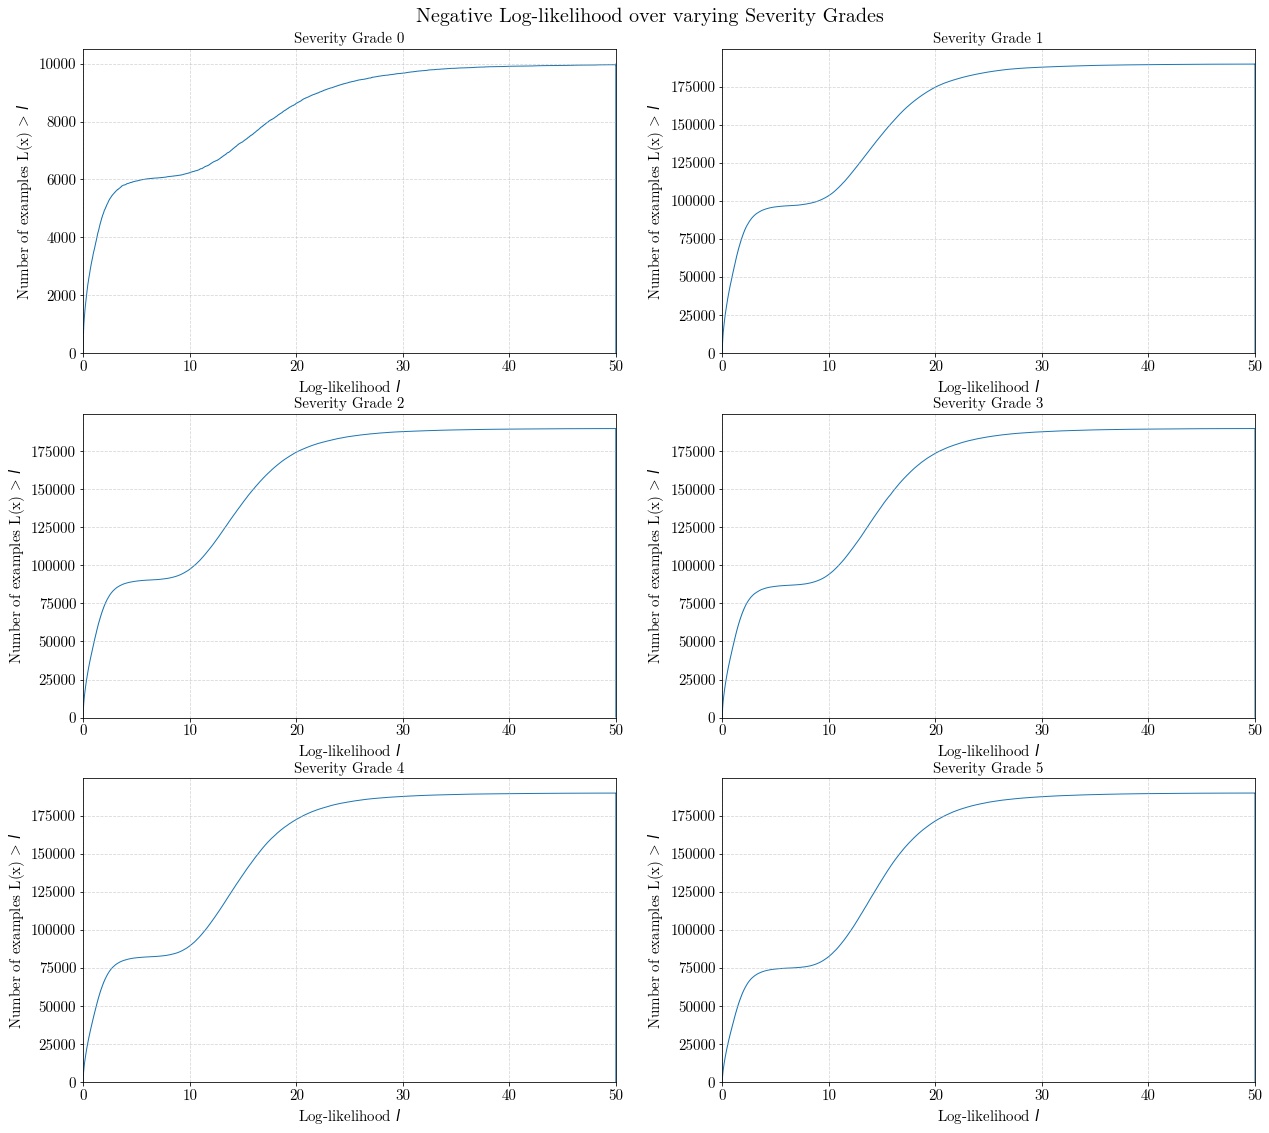 Negative Log-likelihood over varying Severity Grades
Severity Grade 0
Number of examples L(x) > l
10000
8000
6000
4000
2000
0
0 10 20 30 40 50
Log-likelihood l
Severity Grade 1
Number of examples L(x) > l
175000
150000
125000
100000
75000
50000
25000
0
0 10 20 30 40 50
Log-likelihood l
Severity Grade 2
Number of examples L(x) > l
175000
150000
125000
100000
75000
50000
25000
0
0 10 20 30 40 50
Log-likelihood l
Severity Grade 3
Number of examples L(x) > l
175000
150000
125000
100000
75000
50000
25000
0
0 10 20 30 40 50
Log-likelihood l
Severity Grade 4
Number of examples L(x) > l
175000
150000
125000
100000
75000
50000
25000
0
0 10 20 30 40 50
Log-likelihood l
Severity Grade 5
Number of examples L(x) > l
175000
150000
125000
100000
75000
50000
25000
0
0 10 20 30 40 50
Log-likelihood l